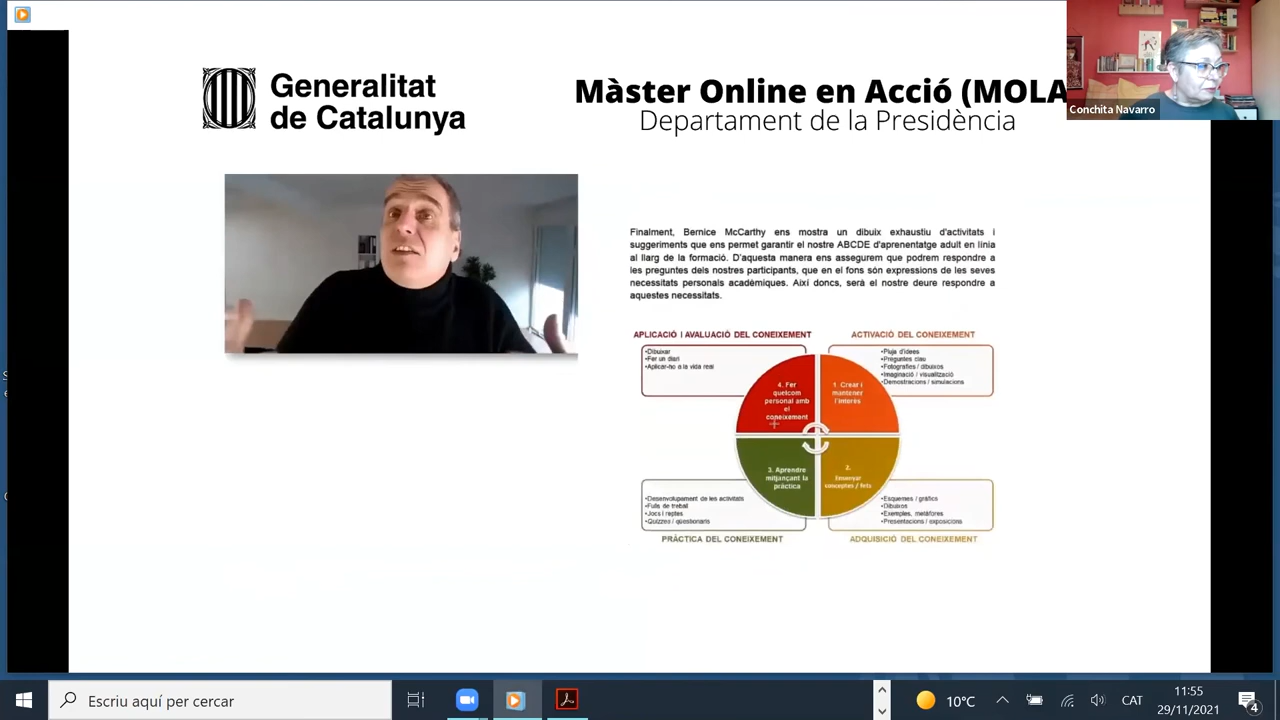 Generalitat
de Catalunya
Màster Online en Acció (MOLA
Departament de la Presidència
Conchita Navarro
Finalment, Bernice McCarthy ens mostra un dibuix exhaustiu d'activitats i
suggeriments que ens permet garantir el nostre ABCDE d'aprenentatge adult en línia
al llarg de la formació. D'aquesta manera ens assegurem que podrem respondre a
les preguntes dels nostres participants, que en el fons són expressions de les seves
necessitats personals acadèmiques. Així doncs, serà el nostre deure respondre a
aquestes necessitats.
APLICACIÓ I AVALUACIÓ DEL CONEIXEMENT
•Dibuixar
•Fer un diari
•Aplicar-ho a la vida real
ACTIVACIÓ DEL CONEIXEMENT
•Pluja d'idees
•Preguntes clau
•Fotografies / dibuixos
•Imaginació / visualització
•Demostracions / simulacions
4. Fer
quelcom
personal amb
el
coneixement
1 Crear i
mantenir
l'interès
3. Aprendre
mitjançant la
pràctica
2.
Ensenyar
conceptes / fets
•Desenvolupament de les activitats
•Fulls de treball
•Jocs i reptes
•Quizzes / qüestionaris
PRÀCTICA DEL CONEIXEMENT
•Esquemes / gràfics
•Dibuixos
•Exemples, metàfores
•Presentacions / exposicions
ADQUISICIÓ DEL CONEIXEMENT
Escriu aquí per cercar
10°C
CAT
11:55
29/11/2021
4